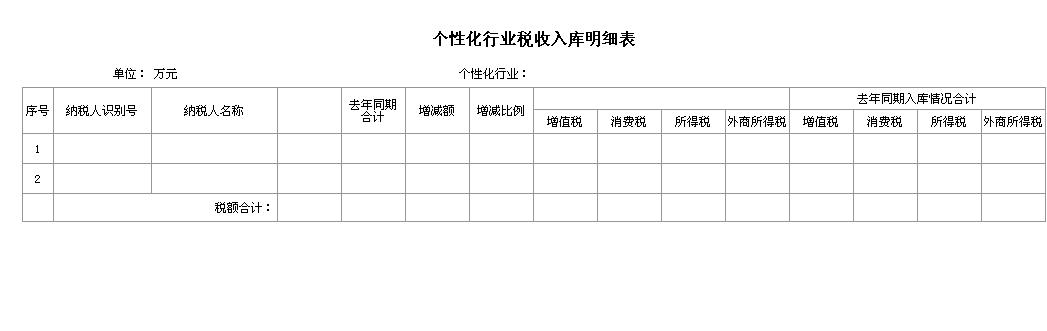 个性化行业税收入库明细表
单位： 万元 个性化行业：
序号 纳税人识别号 纳税人名称 去年同期合计 增减额 增减比例 去年同期入库情况合计
增值税 消费税 所得税 外商所得税 增值税 消费税 所得税 外商所得税
1
2
税额合计：